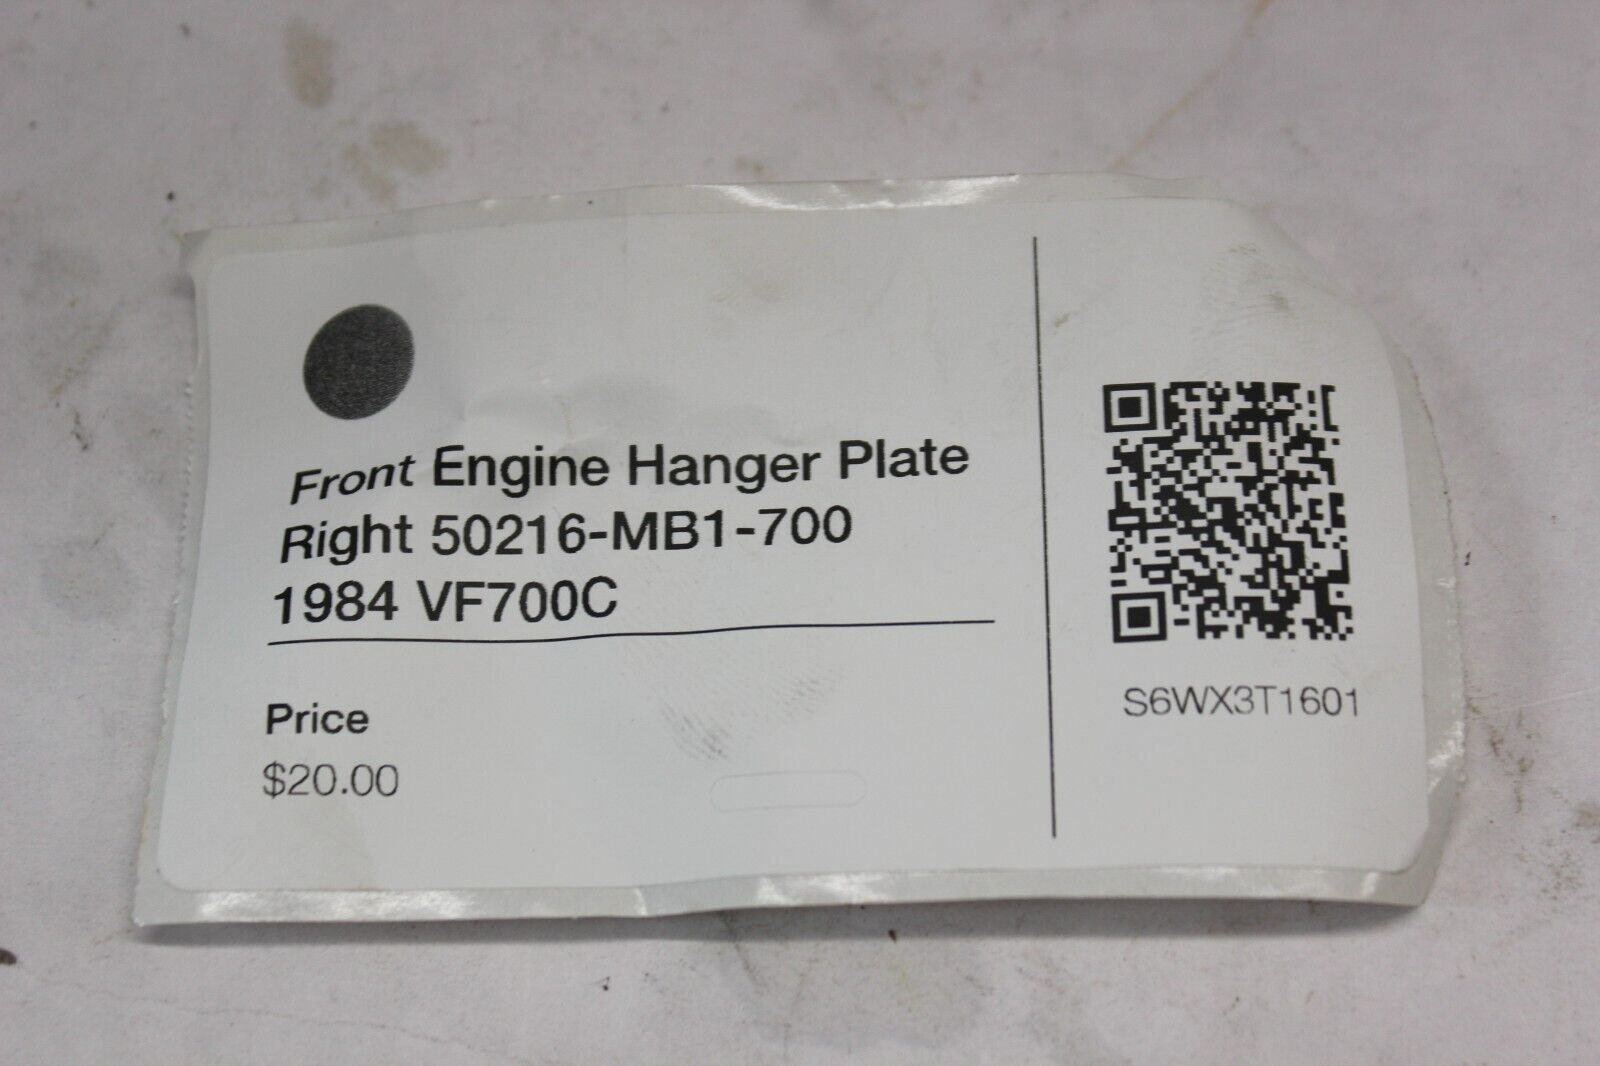 Front Engine Hanger Plate
Right 50216-MB1-700
1984 VF700C
Price
$20.00
S6WX3T1601